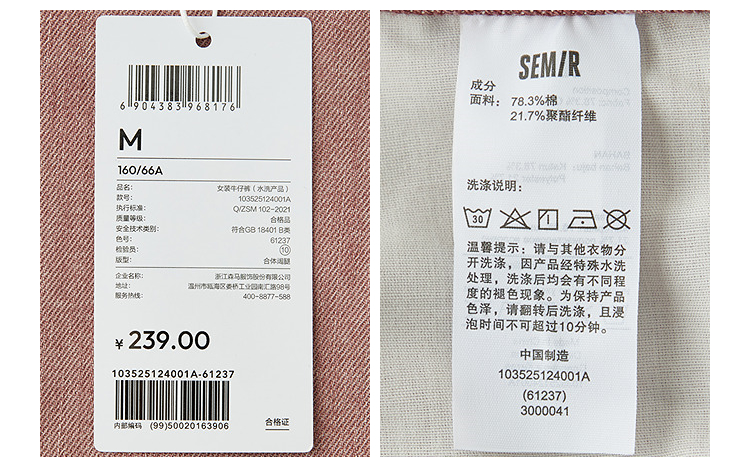 6 904383 968176
M
160/66A
品名: 女装牛仔裤（水洗产品）
款号: 103525124001A
执行标准: Q/ZSM 102-2021
质量等级: 合格品
安全技术类别: 符合GB 18401 B类
色号: 61237
检验员: 10
版型: 合体阔腿
企业名称: 浙江森马服饰股份有限公司
地址: 温州市瓯海区娄桥工业园南汇路98号
服务热线: 400-8877-588
¥ 239.00
103525124001A-61237
内部编码 (99)50020163906
合格证
SEM/R
成分
面料: 78.3%棉
21.7%聚酯纤维
洗涤说明:
30
温馨提示: 请与其他衣物分
开洗涤, 因产品经特殊水洗
处理, 洗涤后均会有不同程
度的褪色现象。为保持产品
色泽, 请翻转后洗涤, 且浸
泡时间不可超过10分钟。
中国制造
103525124001A
(61237)
3000041